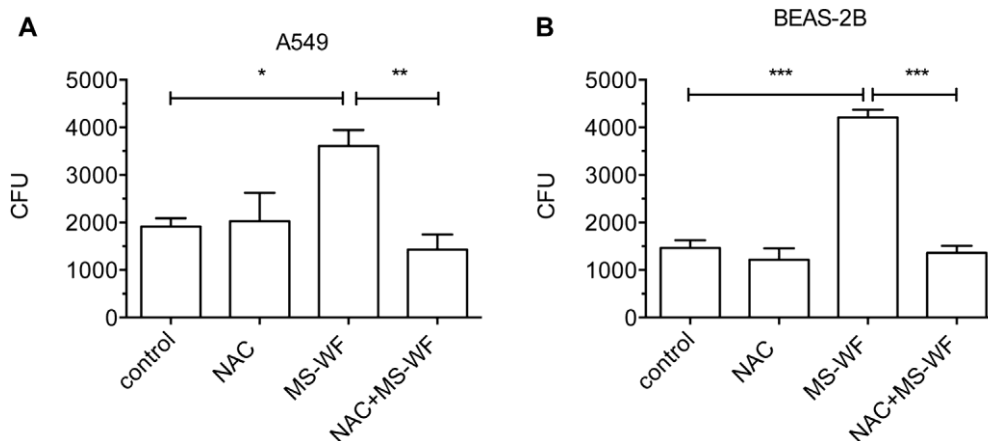 A
A549
* **
5000
4000
3000
2000
1000
0
CFU
control
NAC
MS-WF
NAC+MS-WF
B
BEAS-2B
*** ***
5000
4000
3000
2000
1000
0
CFU
control
NAC
MS-WF
NAC+MS-WF